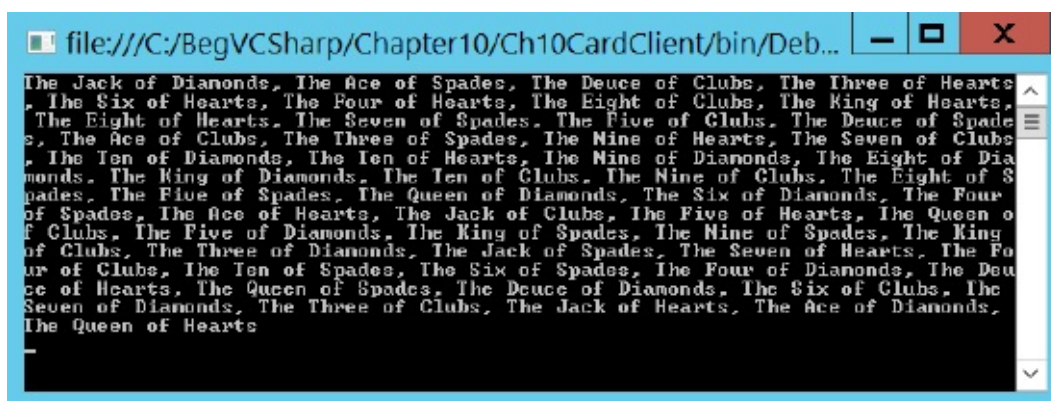 file:///C:/BegVCSharp/Chapter10/Ch10CardClient/bin/Deb...
The Jack of Diamonds, The Ace of Spades, The Deuce of Clubs, The Three of Hearts
, The Six of Hearts, The Four of Hearts, The Eight of Clubs, The King of Hearts,
 The Eight of Hearts, The Seven of Spades, The Five of Clubs, The Deuce of Spade
s, The Ace of Clubs, The Three of Spades, The Nine of Hearts, The Seven of Clubs
, The Ten of Diamonds, The Ten of Hearts, The Nine of Diamonds, The Eight of Dia
monds, The King of Diamonds, The Ten of Clubs, The Nine of Clubs, The Eight of S
pades, The Five of Spades, The Queen of Diamonds, The Six of Diamonds, The Four
of Spades, The Ace of Hearts, The Jack of Clubs, The Five of Hearts, The Queen o
f Clubs, The Five of Diamonds, The King of Spades, The Nine of Spades, The King
of Clubs, The Three of Diamonds, The Jack of Spades, The Seven of Hearts, The Fo
ur of Clubs, The Ten of Spades, The Six of Spades, The Four of Diamonds, The Deu
ce of Hearts, The Queen of Spades, The Deuce of Diamonds, The Six of Clubs, The
Seven of Diamonds, The Three of Clubs, The Jack of Hearts, The Ace of Diamonds,
The Queen of Hearts